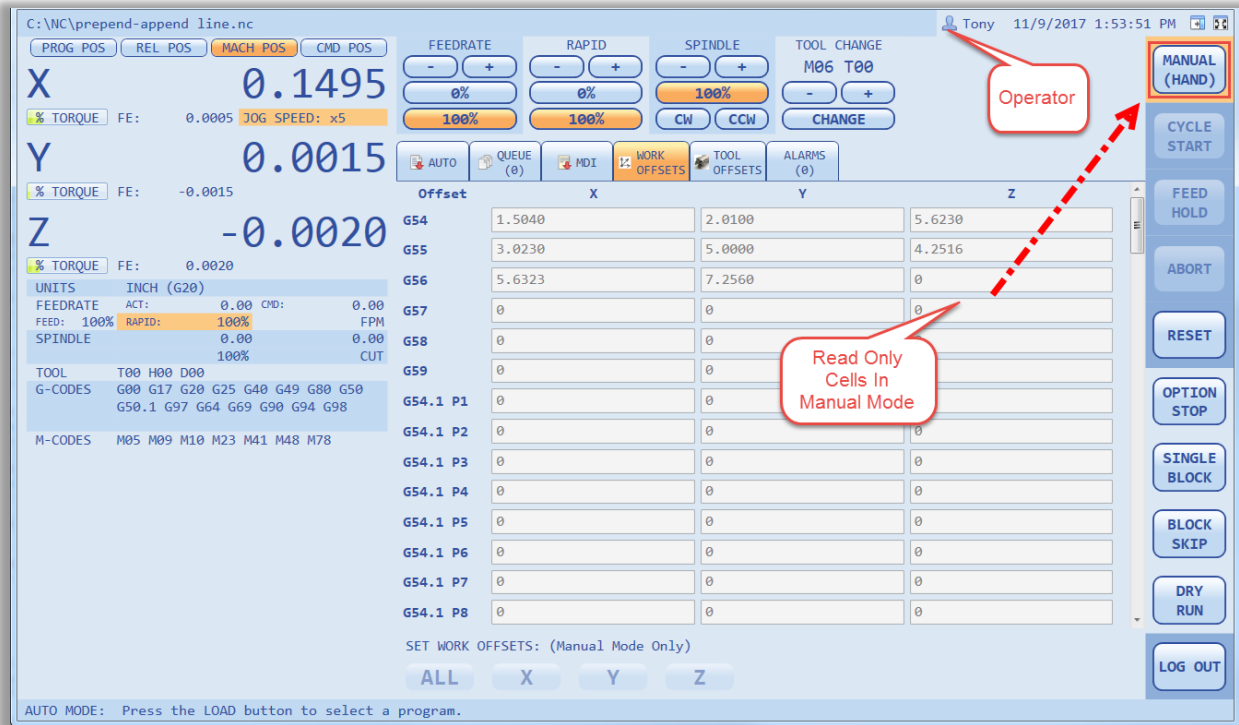 C:\NC\prepend-append line.nc
Tony 11/9/2017 1:53:51 PM
PROG POS REL POS MACH POS CMD POS
X 0.1495
% TORQUE FE: 0.0005 JOG SPEED: x5
Y 0.0015
% TORQUE FE: -0.0015
Z -0.0020
% TORQUE FE: 0.0020
UNITS INCH (G20)
FEEDRATE ACT: 0.00 CMD: 0.00
FEED: 100% RAPID: 100% FPM
SPINDLE 0.00 0.00
100% CUT
TOOL T00 H00 D00
G-CODES G00 G17 G20 G25 G40 G49 G80 G50
G50.1 G97 G64 G69 G90 G94 G98
M-CODES M05 M09 M10 M23 M41 M48 M78
FEEDRATE RAPID SPINDLE TOOL CHANGE
- + - + - + M06 T00
0% 0% 100% - +
100% 100% CW CCW CHANGE
Operator
AUTO
QUEUE
(0)
MDI
WORK
OFFSETS
TOOL
OFFSETS
ALARMS
(0)
Offset X Y Z
G54 1.5040 2.0100 5.6230
G55 3.0230 5.0000 4.2516
G56 5.6323 7.2560 0
G57 0 0 0
G58 0 0
G59 0 0
G54.1 P1 0 0
G54.1 P2 0 0 0
G54.1 P3 0 0 0
G54.1 P4 0 0 0
G54.1 P5 0 0 0
G54.1 P6 0 0 0
G54.1 P7 0 0 0
G54.1 P8 0 0 0
Read Only
Cells In
Manual Mode
SET WORK OFFSETS: (Manual Mode Only)
ALL X Y Z
MANUAL
(HAND)
CYCLE
START
FEED
HOLD
ABORT
RESET
OPTION
STOP
SINGLE
BLOCK
BLOCK
SKIP
DRY
RUN
LOG OUT
AUTO MODE: Press the LOAD button to select a program.